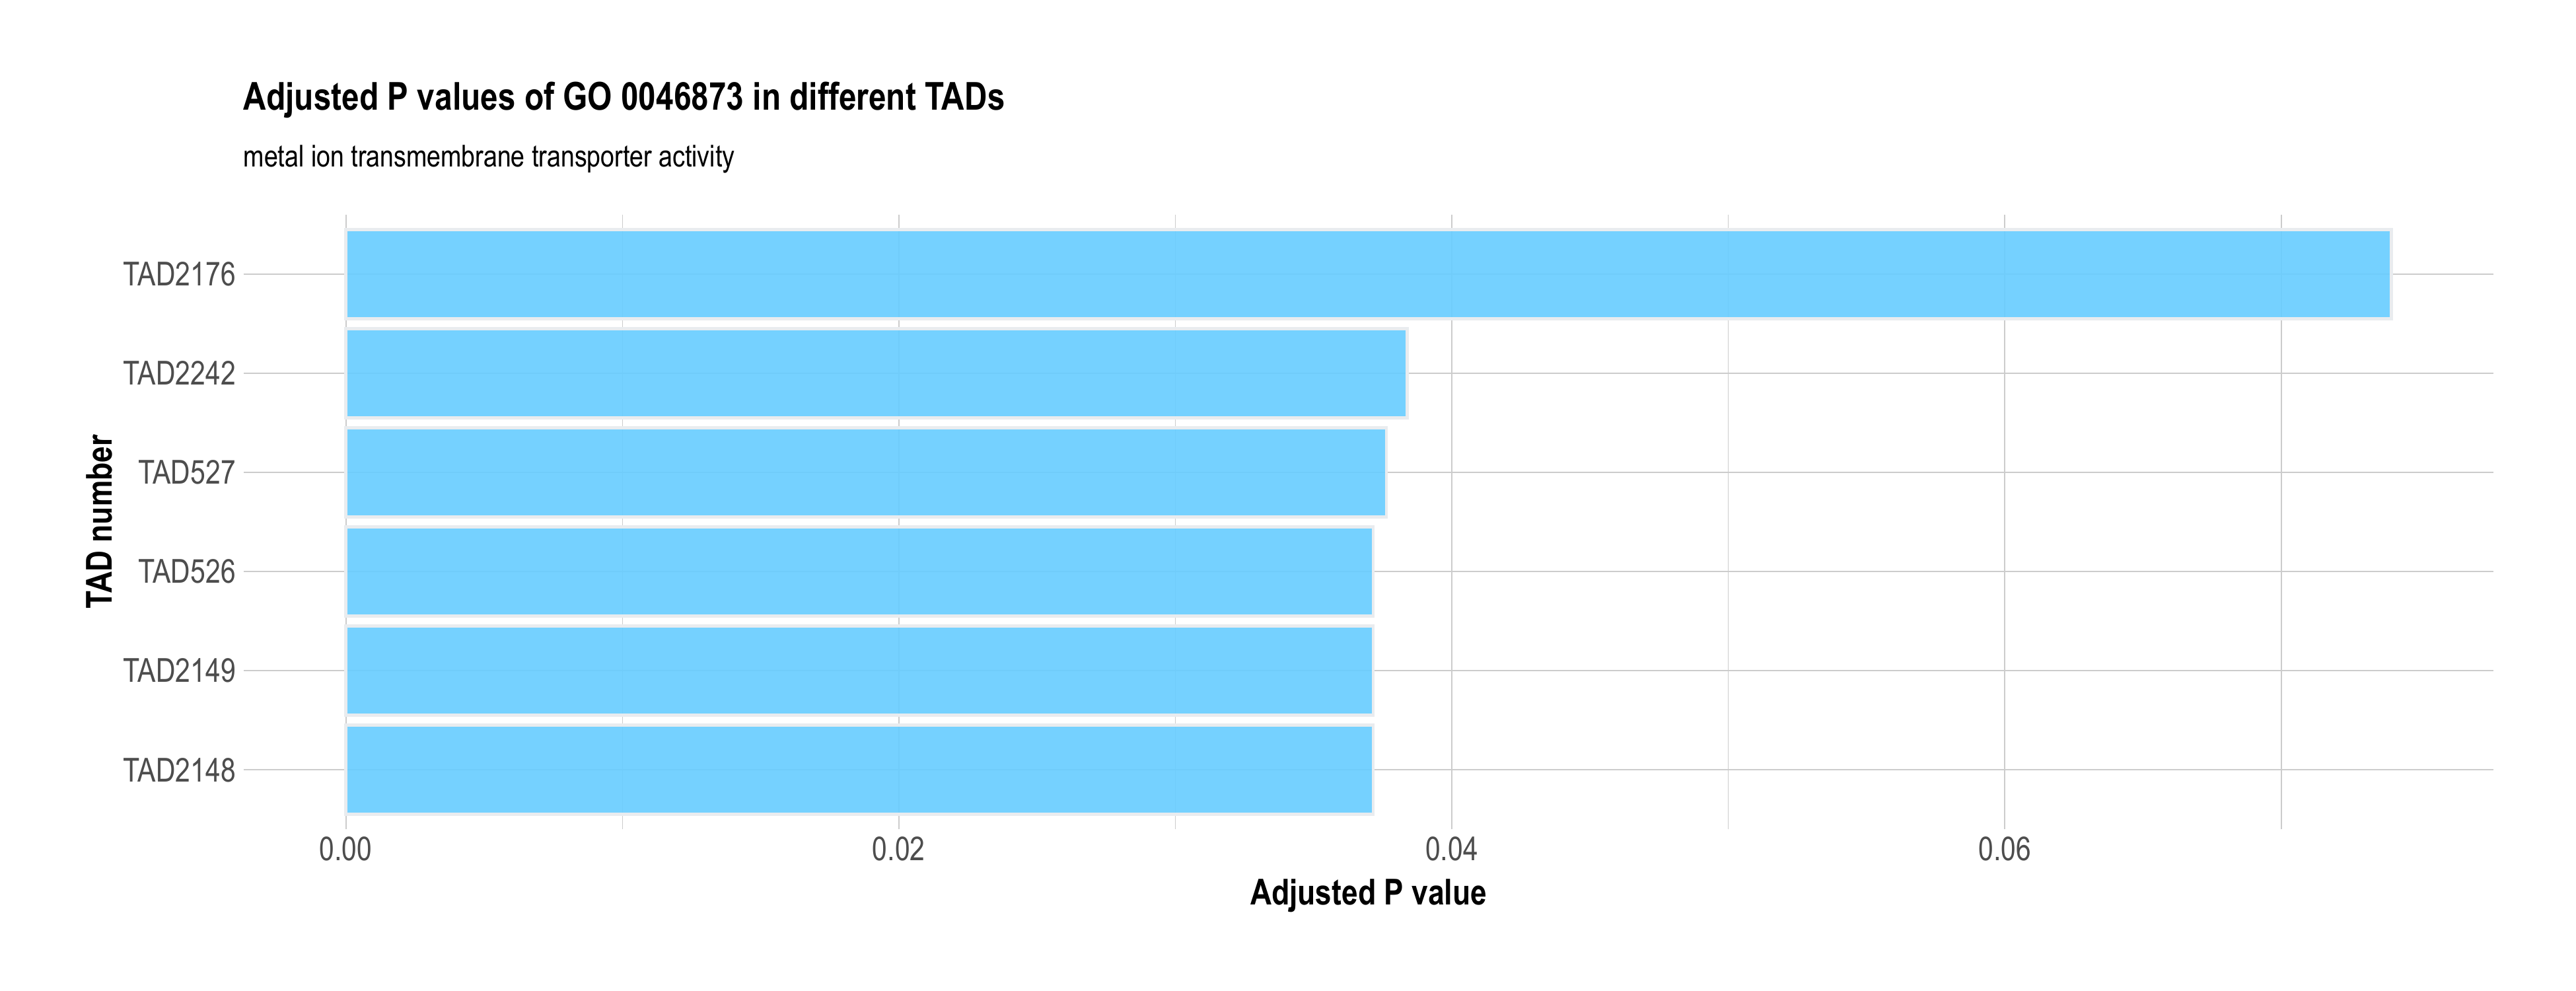 Adjusted P values of GO 0046873 in different TADs
metal ion transmembrane transporter activity
TAD number
TAD2176
TAD2242
TAD527
TAD526
TAD2149
TAD2148
0.00 0.02 0.04 0.06
Adjusted P value